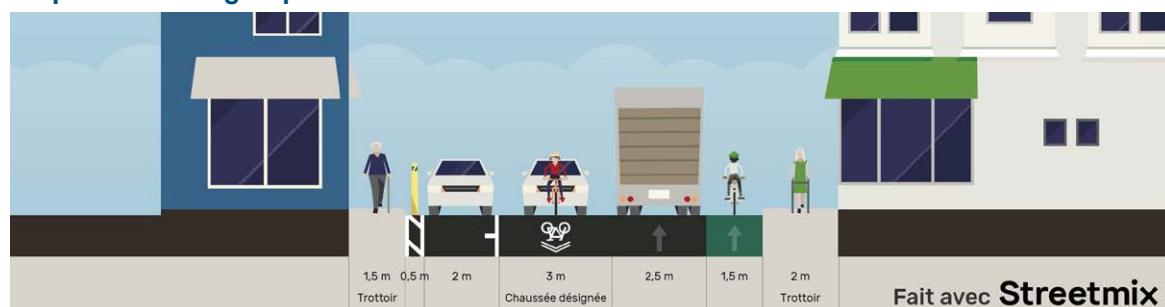 1,5 m 0,5 m 2 m 3 m 2,5 m 1,5 m 2 m
Trottoir Chaussée désignée Trottoir
Fait avec Streetmix